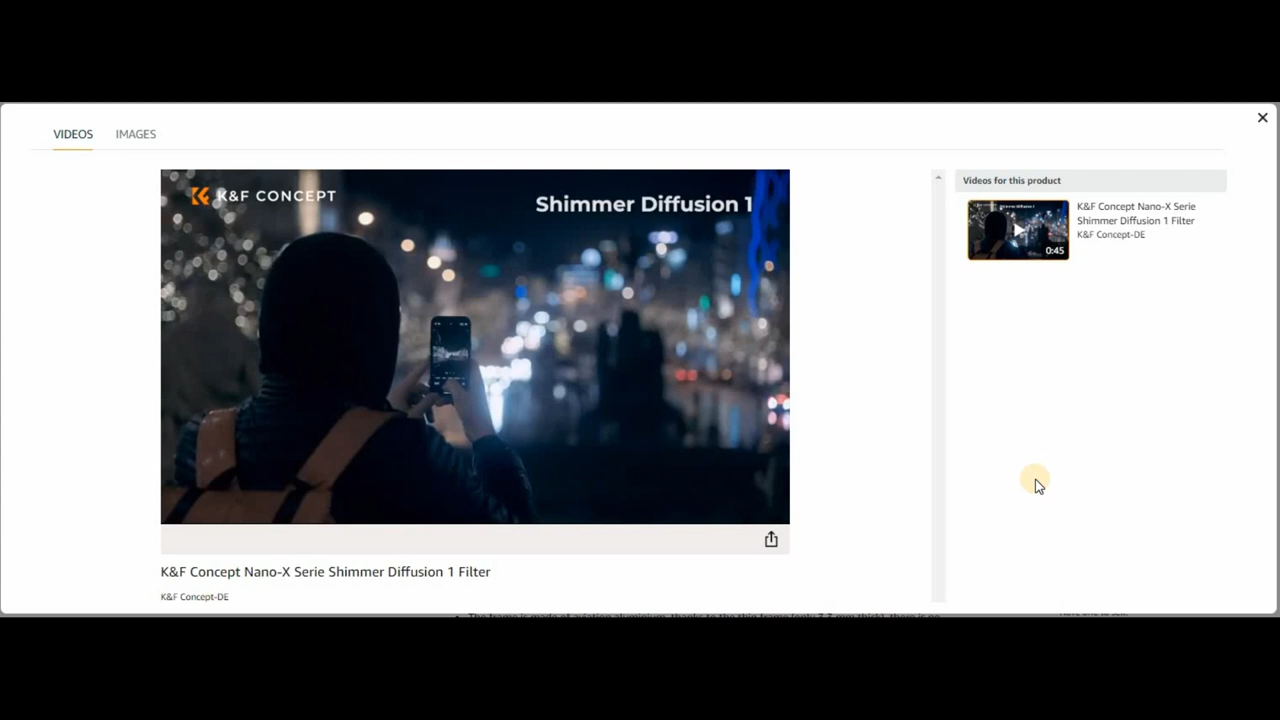 VIDEOS IMAGES
K&F CONCEPT
Shimmer Diffusion 1
K&F Concept Nano-X Serie Shimmer Diffusion 1 Filter
K&F Concept-DE
Videos for this product
0:45
K&F Concept Nano-X Serie
Shimmer Diffusion 1 Filter
K&F Concept-DE